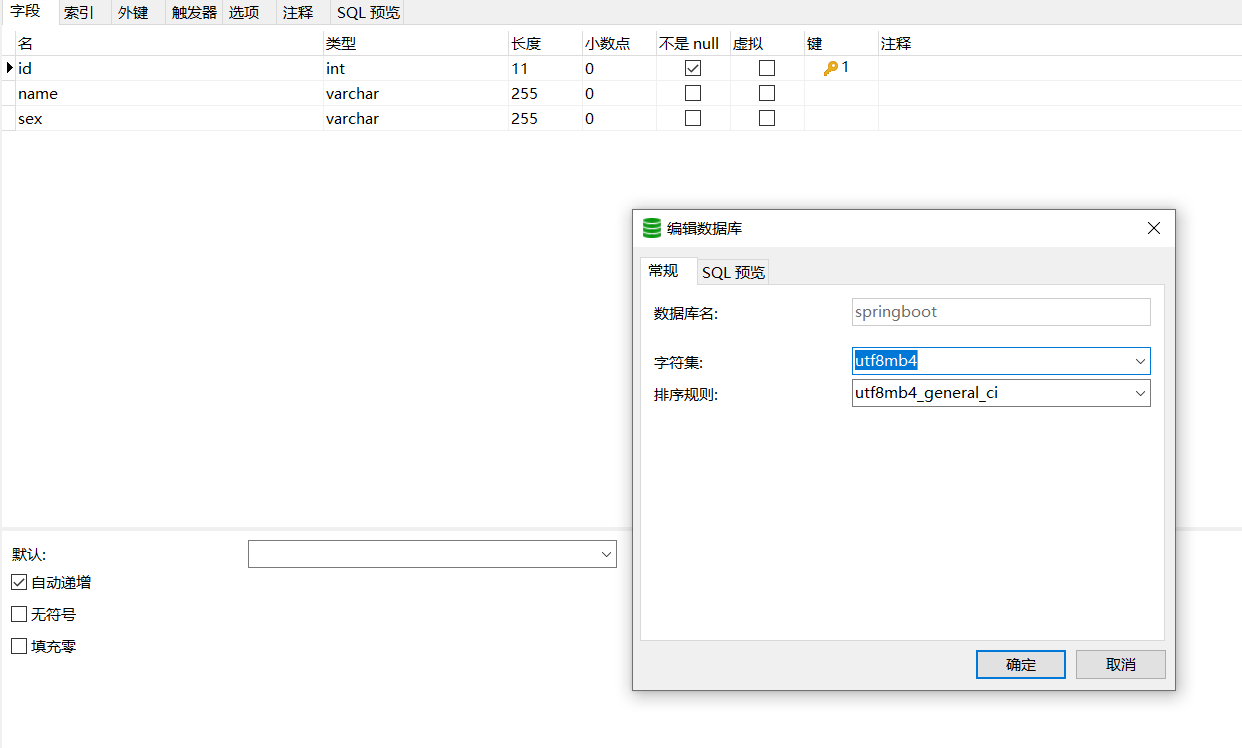 字段 索引 外键 触发器 选项 注释 SQL 预览
名 类型 长度 小数点 不是 null 虚拟 键 注释
id int 11 0 1
name varchar 255 0
sex varchar 255 0
编辑数据库
常规 SQL 预览
数据库名: springboot
字符集: utf8mb4
排序规则: utf8mb4_general_ci
默认:
自动递增
无符号
填充零
确定 取消